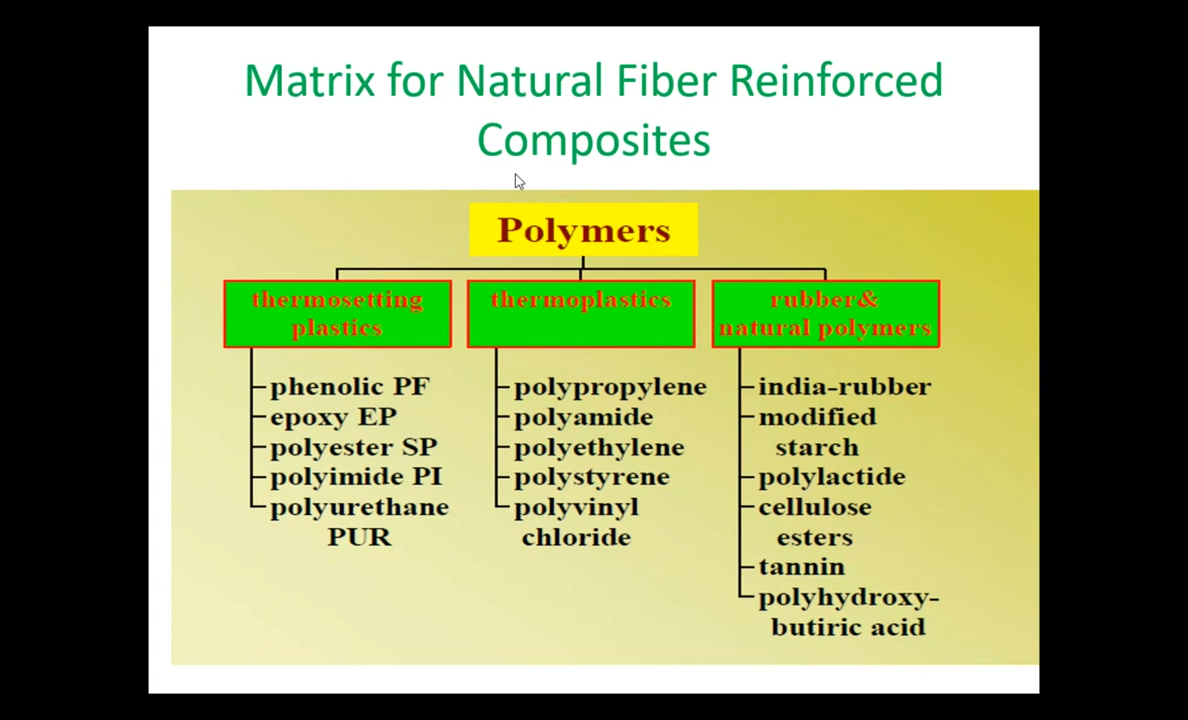 Matrix for Natural Fiber Reinforced
Composites
Polymers
thermosetting
plastics
phenolic PF
epoxy EP
polyester SP
polyimide PI
polyurethane
PUR
thermoplastics
polypropylene
polyamide
polyethylene
polystyrene
polyvinyl
chloride
rubber&
natural polymers
india-rubber
modified
starch
polylactide
cellulose
esters
tannin
polyhydroxy-
butiric acid